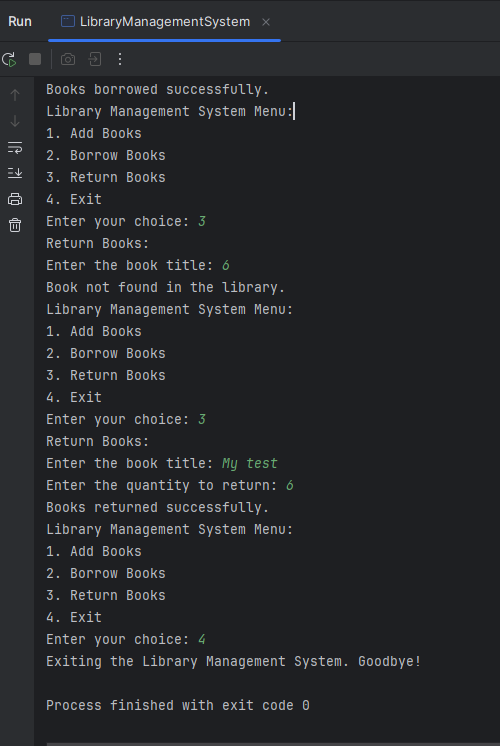 Run LibraryManagementSystem
Books borrowed successfully.
Library Management System Menu:
1. Add Books
2. Borrow Books
3. Return Books
4. Exit
Enter your choice: 3
Return Books:
Enter the book title: 6
Book not found in the library.
Library Management System Menu:
1. Add Books
2. Borrow Books
3. Return Books
4. Exit
Enter your choice: 3
Return Books:
Enter the book title: My test
Enter the quantity to return: 6
Books returned successfully.
Library Management System Menu:
1. Add Books
2. Borrow Books
3. Return Books
4. Exit
Enter your choice: 4
Exiting the Library Management System. Goodbye!
Process finished with exit code 0